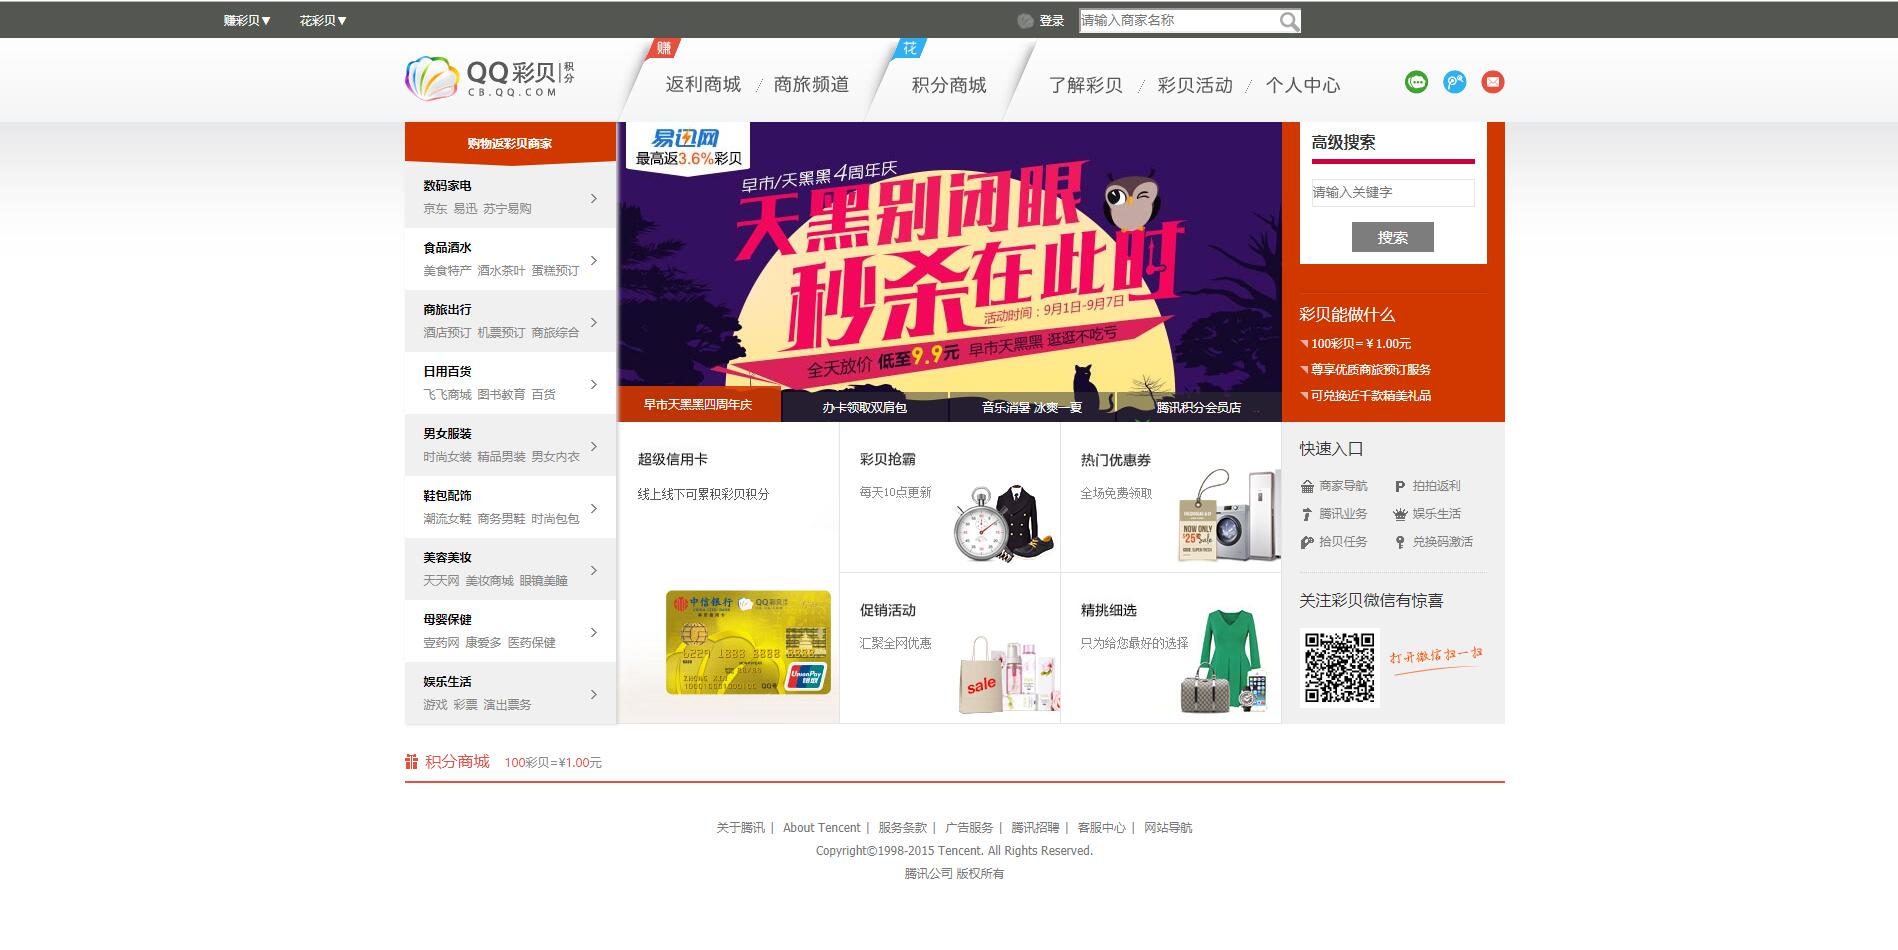 赚彩贝▼ 花彩贝▼ 登录 请输入商家名称
QQ彩贝 积分
CB.QQ.COM
赚 花
返利商城 / 商旅频道 积分商城 了解彩贝 / 彩贝活动 / 个人中心
购物返彩贝商家
数码家电
京东 易迅 苏宁易购
食品酒水
美食特产 酒水茶叶 蛋糕预订
商旅出行
酒店预订 机票预订 商旅综合
日用百货
飞飞商城 图书教育 百货
男女服装
时尚女装 精品男装 男女内衣
鞋包配饰
潮流女鞋 商务男鞋 时尚包包
美容美妆
天天网 美妆商城 眼镜美瞳
母婴保健
壹药网 康爱多 医药保健
娱乐生活
游戏 彩票 演出票务
易迅网
最高返3.6%彩贝
早市/天黑黑4周年庆
天黑别闭眼
秒杀在此时
活动时间：9月1日-9月7日
全天放价 低至9.9元 早市天黑黑 逛逛不吃亏
早市天黑黑四周年庆 办卡领取双肩包 音乐消暑 冰爽一夏 腾讯积分会员店
高级搜索
请输入关键字
搜索
彩贝能做什么
100彩贝=￥1.00元
尊享优质商旅预订服务
可兑换近千款精美礼品
超级信用卡
线上线下可累积彩贝积分
中信银行 QQ彩贝
UnionPay
银联
彩贝抢霸
每天10点更新
热门优惠券
全场免费领取
NOW ONLY
$25 Sale
促销活动
汇聚全网优惠
sale
精挑细选
只为给您最好的选择
快速入口
商家导航 拍拍返利
腾讯业务 娱乐生活
拾贝任务 兑换码激活
关注彩贝微信有惊喜
打开微信扫一扫
积分商城 100彩贝=¥1.00元
关于腾讯 | About Tencent | 服务条款 | 广告服务 | 腾讯招聘 | 客服中心 | 网站导航
Copyright©1998-2015 Tencent. All Rights Reserved.
腾讯公司 版权所有